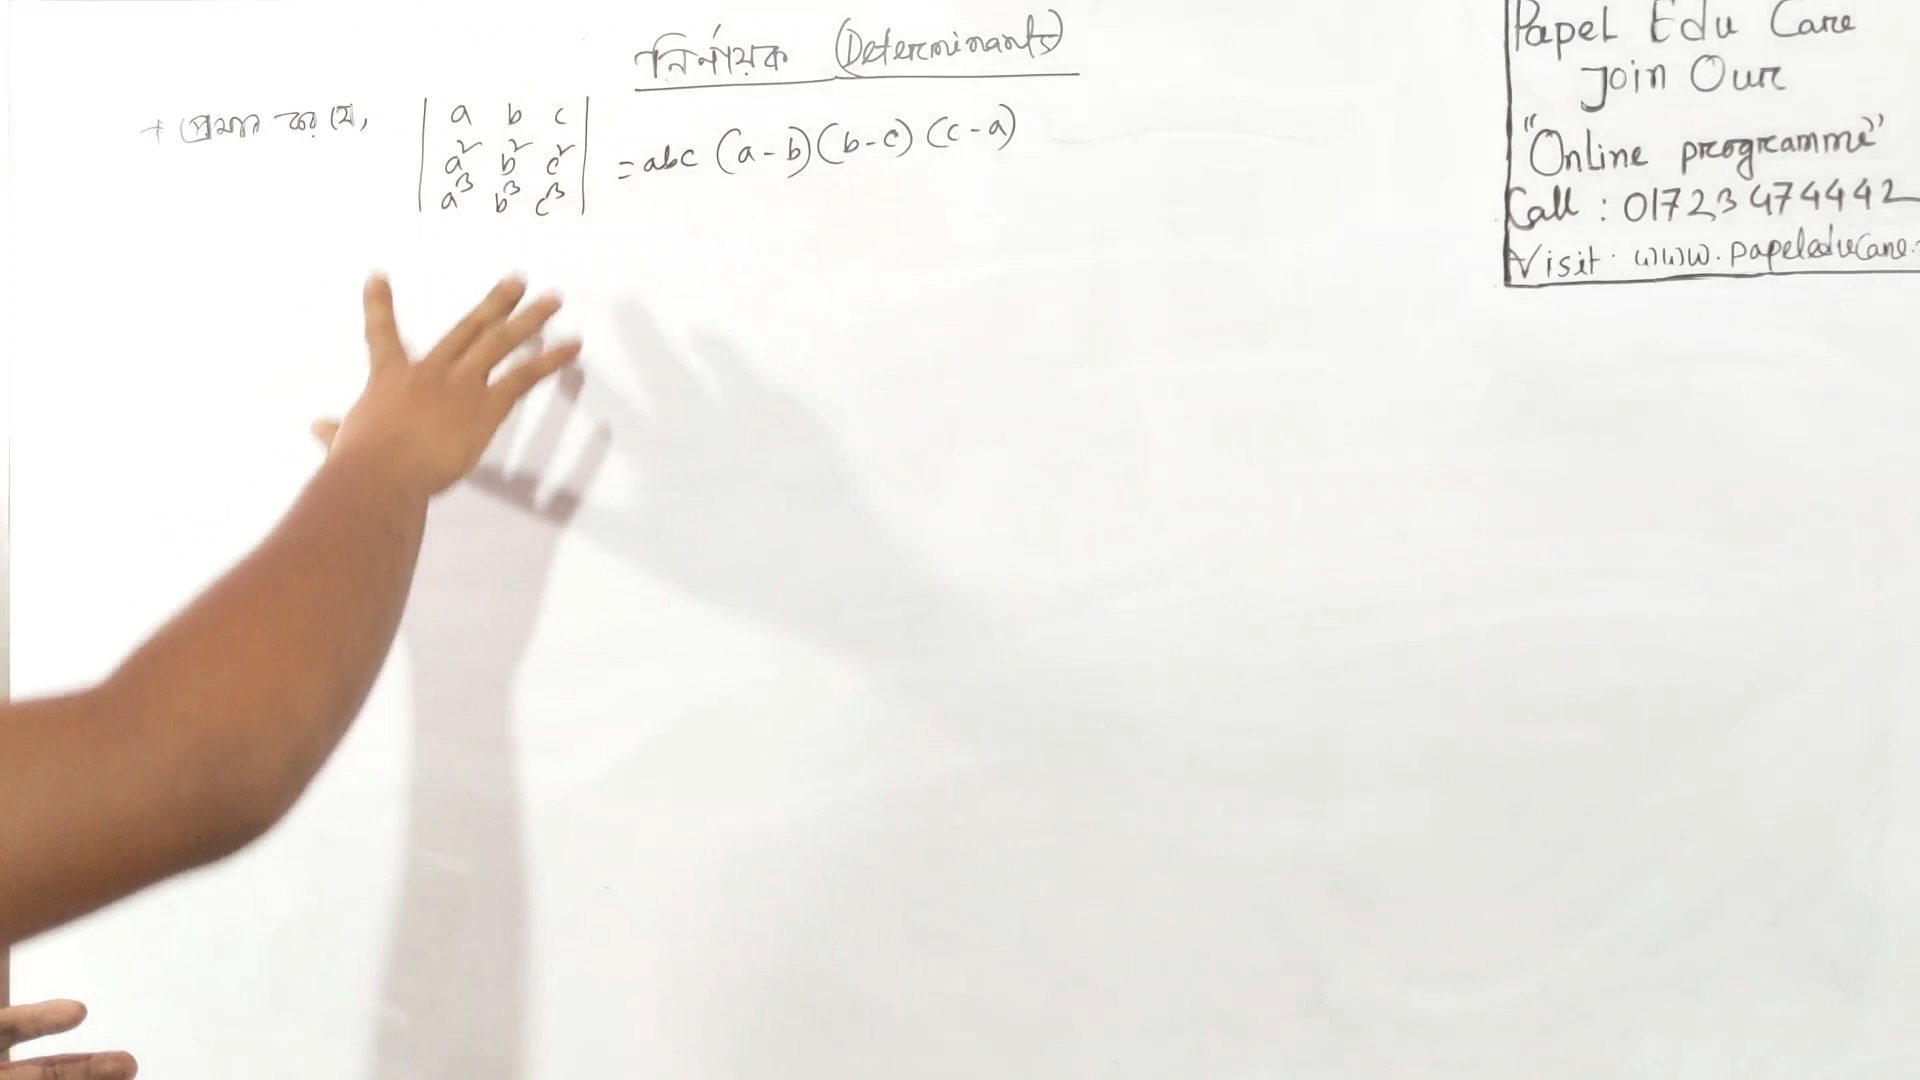 নির্ণায়ক (Determinants)
+ প্রমাণ কর যে, | a b c |
| a² b² c² | = abc (a-b)(b-c)(c-a)
| a³ b³ c³ |
Papel Edu Care
Join Our
"Online programme"
Call : 01723474442
Visit. www.papeleducare.